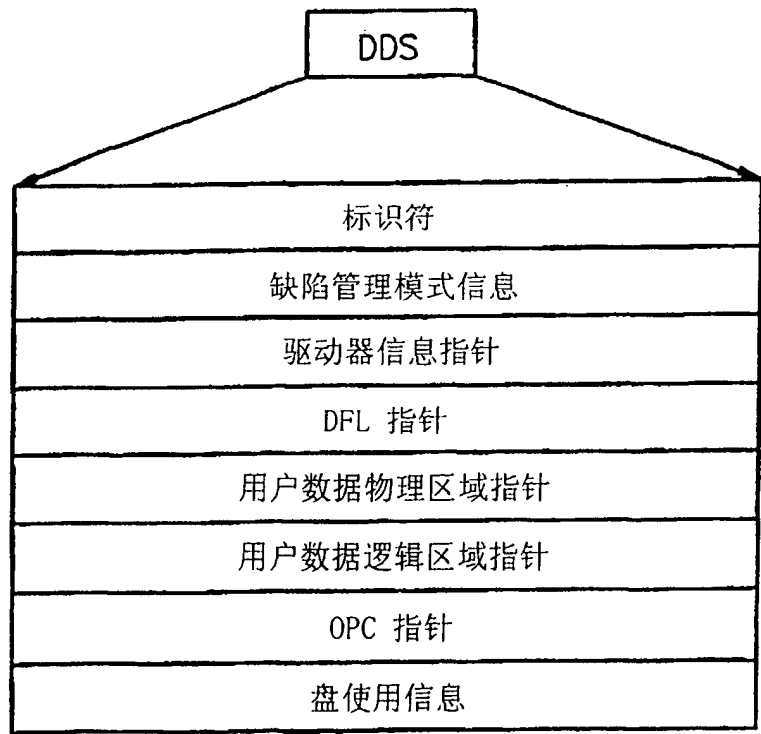 DDS
标识符
缺陷管理模式信息
驱动器信息指针
DFL 指针
用户数据物理区域指针
用户数据逻辑区域指针
OPC 指针
盘使用信息